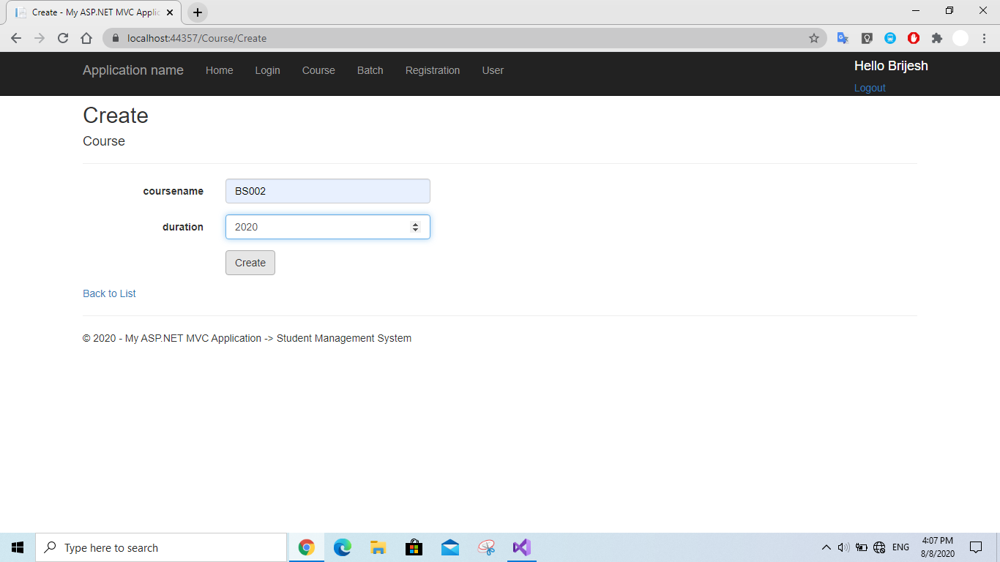 Create - My ASP.NET MVC Applic
localhost:44357/Course/Create
Application name Home Login Course Batch Registration User Hello Brijesh
Logout
Create
Course
coursename BS002
duration 2020
Create
Back to List
© 2020 - My ASP.NET MVC Application -> Student Management System
Type here to search ENG 4:07 PM
8/8/2020